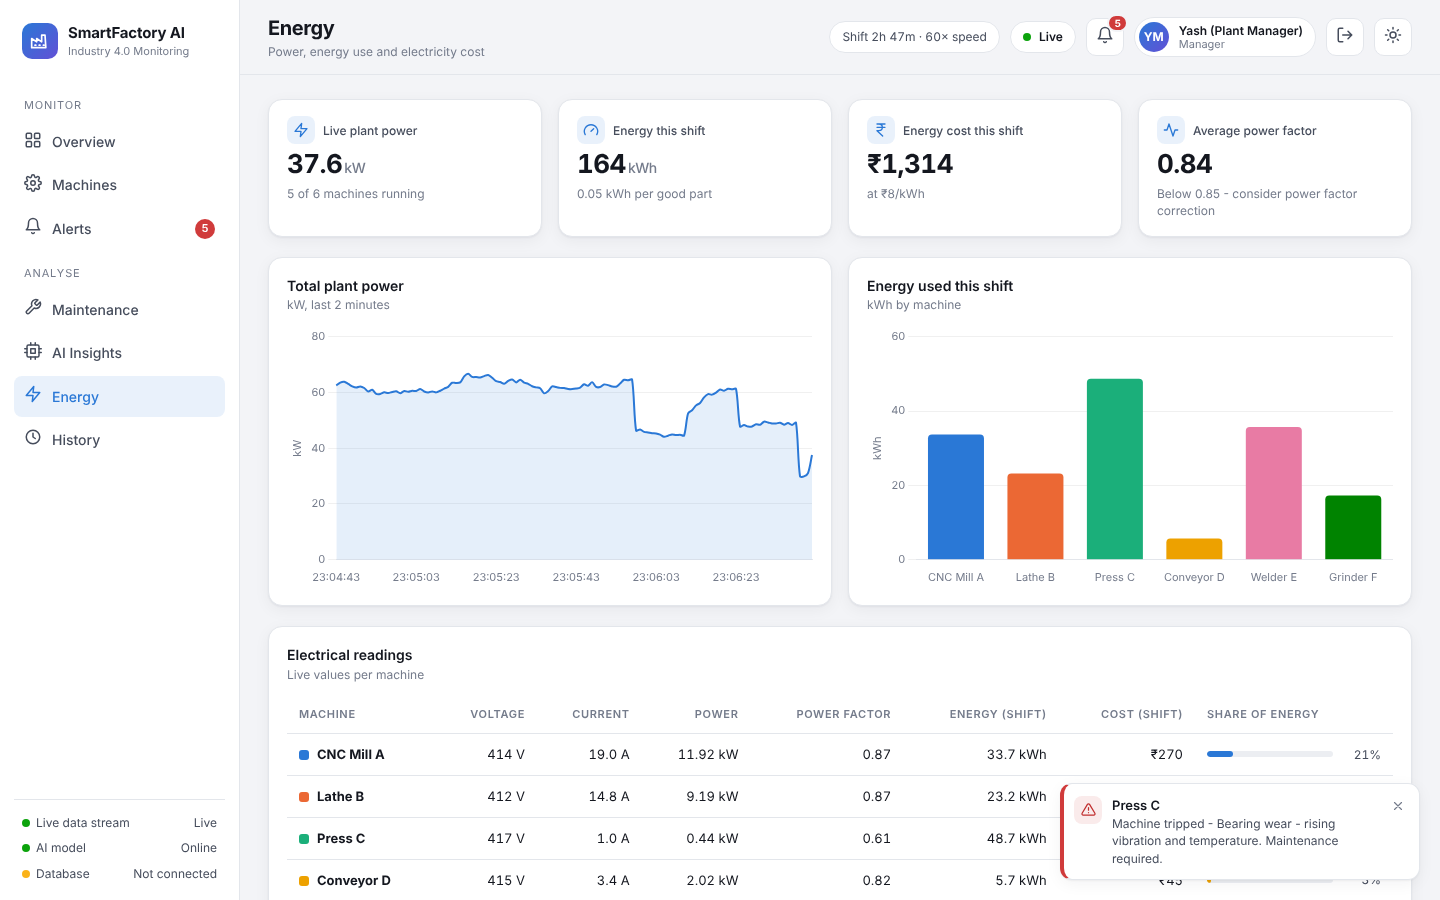 SmartFactory AI
Industry 4.0 Monitoring
MONITOR
Overview
Machines
Alerts 5
ANALYSE
Maintenance
AI Insights
Energy
History
Live data stream Live
AI model Online
Database Not connected
Energy
Power, energy use and electricity cost
Shift 2h 47m · 60× speed
Live
5
YM
Yash (Plant Manager)
Manager
Live plant power
37.6 kW
5 of 6 machines running
Energy this shift
164 kWh
0.05 kWh per good part
Energy cost this shift
₹1,314
at ₹8/kWh
Average power factor
0.84
Below 0.85 - consider power factor
correction
Total plant power
kW, last 2 minutes
80
60
40
20
0
kW
23:04:43 23:05:03 23:05:23 23:05:43 23:06:03 23:06:23
Energy used this shift
kWh by machine
60
40
20
0
kWh
CNC Mill A Lathe B Press C Conveyor D Welder E Grinder F
Electrical readings
Live values per machine
MACHINE VOLTAGE CURRENT POWER POWER FACTOR ENERGY (SHIFT) COST (SHIFT) SHARE OF ENERGY
CNC Mill A 414 V 19.0 A 11.92 kW 0.87 33.7 kWh ₹270 21%
Lathe B 412 V 14.8 A 9.19 kW 0.87 23.2 kWh
Press C 417 V 1.0 A 0.44 kW 0.61 48.7 kWh
Conveyor D 415 V 3.4 A 2.02 kW 0.82 5.7 kWh ₹45 3%
Press C
Machine tripped - Bearing wear - rising
vibration and temperature. Maintenance
required.